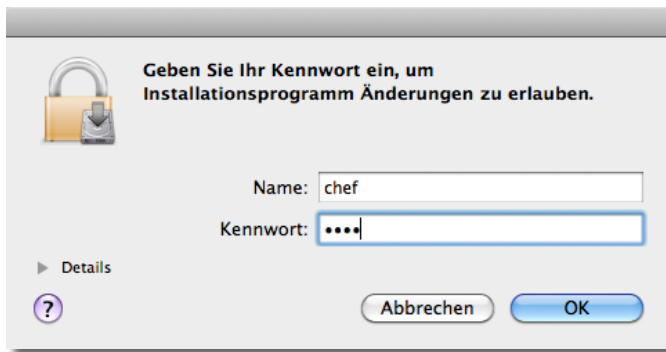 Geben Sie Ihr Kennwort ein, um
Installationsprogramm Änderungen zu erlauben.
Name: chef
Kennwort: ••••
Details
?
Abbrechen OK